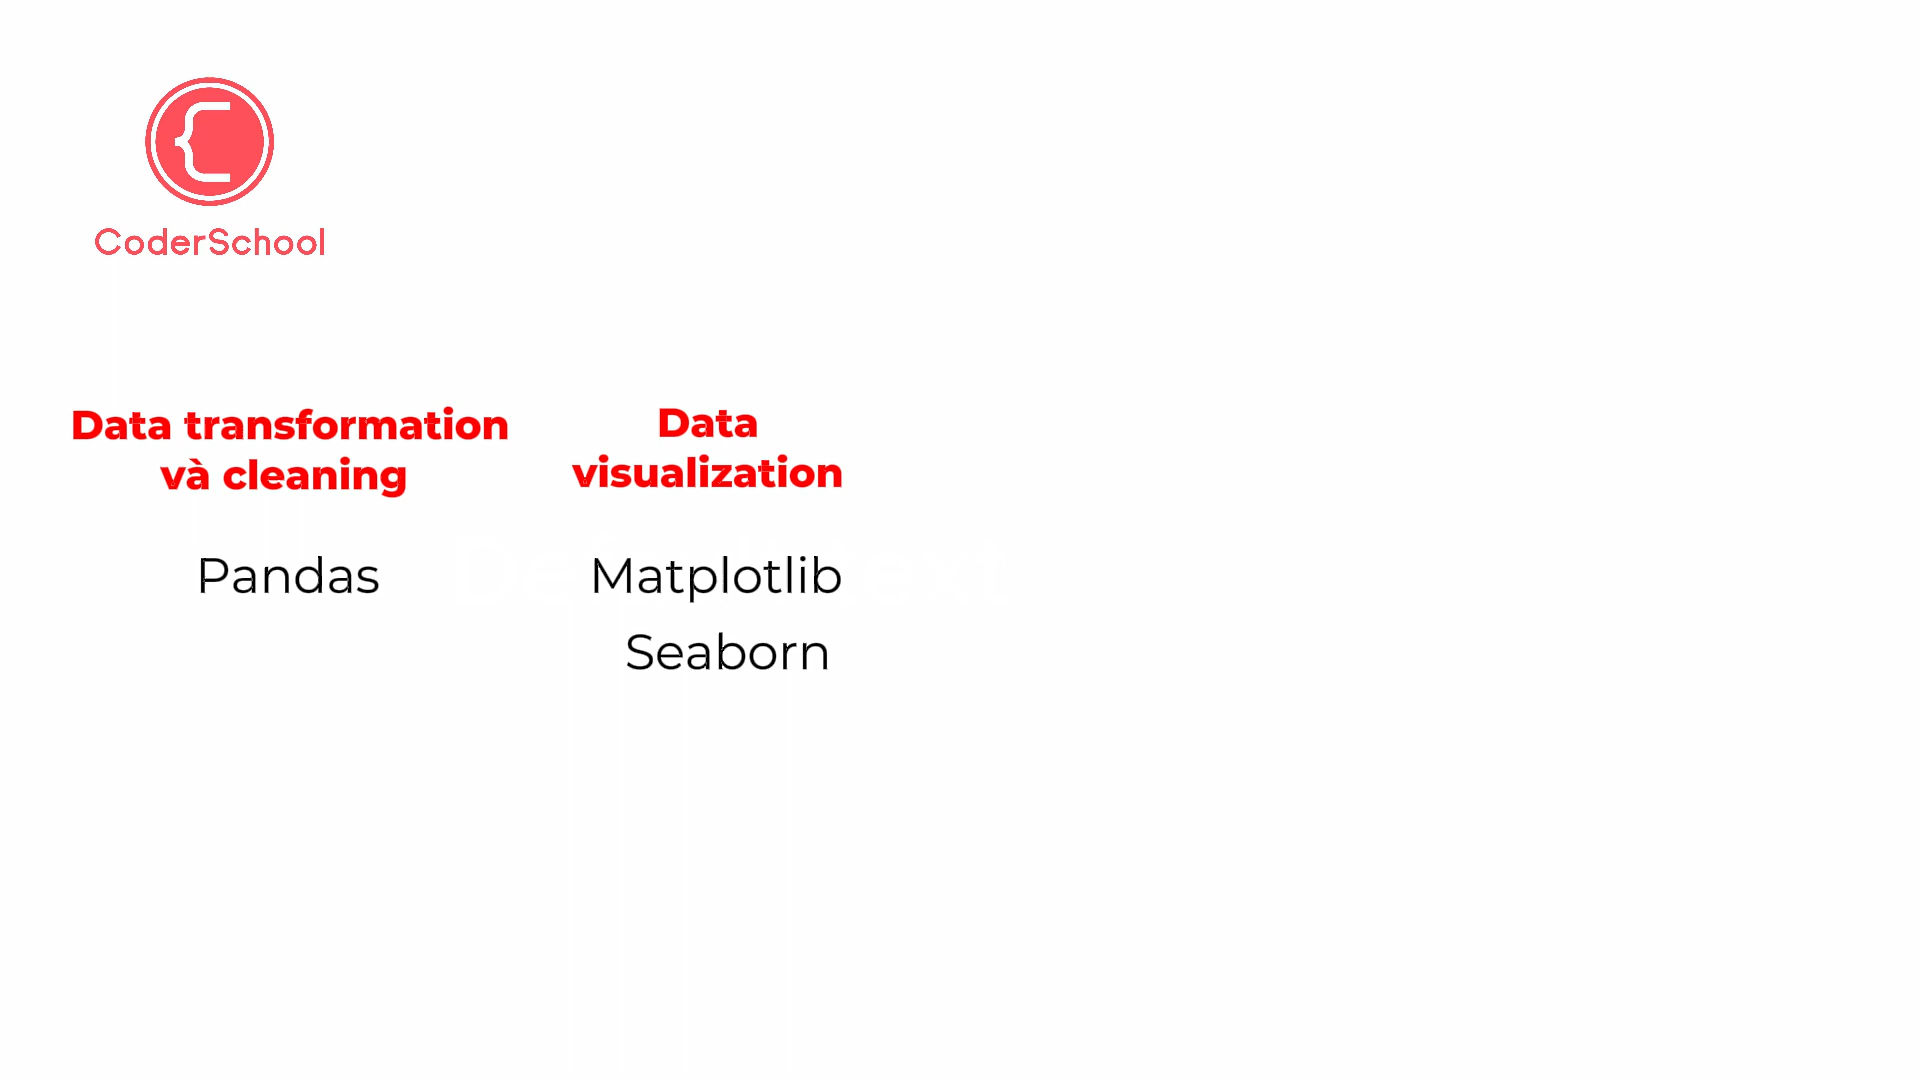 CoderSchool
Data transformation
và cleaning
Pandas
Data
visualization
Matplotlib
Seaborn